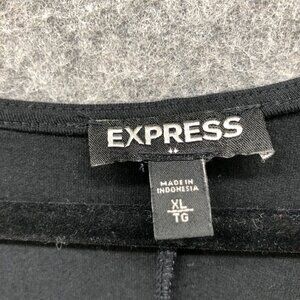 EXPRESS
MADE IN
INDONESIA
XL
TG